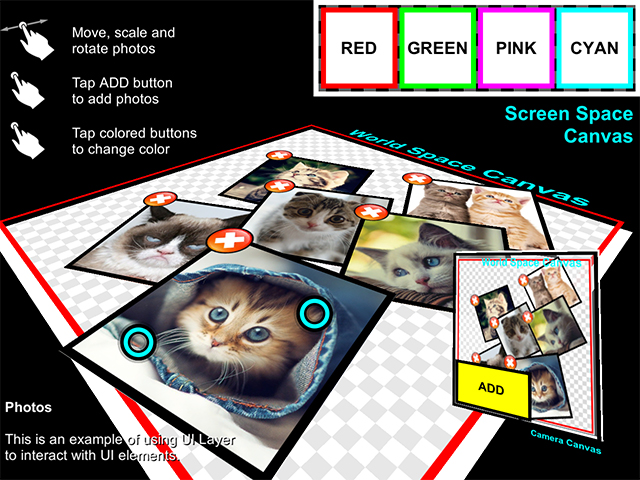 Move, scale and
rotate photos
Tap ADD button
to add photos
Tap colored buttons
to change color
RED
GREEN
PINK
CYAN
Screen Space
Canvas
World Space Canvas
World Space Canvas
ADD
Camera Canvas
Photos
This is an example of using UI Layer
to interact with UI elements.